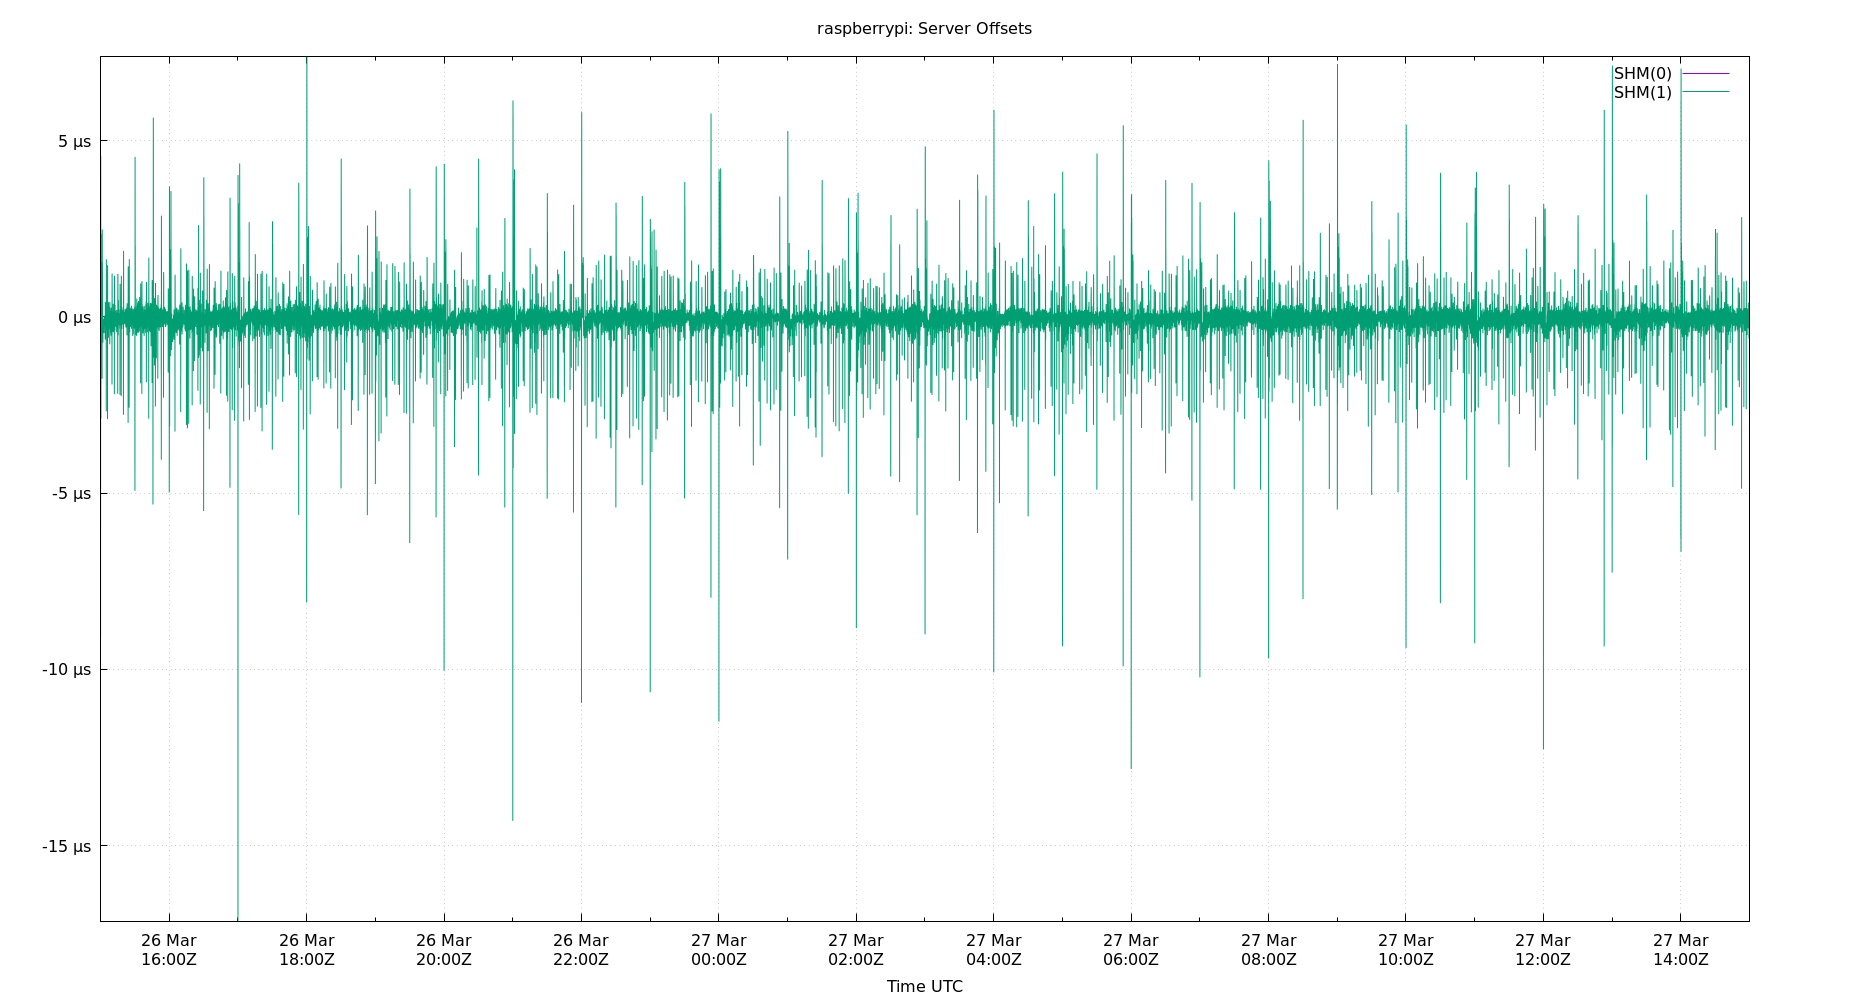 raspberrypi: Server Offsets
SHM(0)
SHM(1)
5 µs
0 µs
-5 µs
-10 µs
-15 µs
26 Mar 26 Mar 26 Mar 26 Mar 27 Mar 27 Mar 27 Mar 27 Mar 27 Mar 27 Mar 27 Mar 27 Mar
16:00Z 18:00Z 20:00Z 22:00Z 00:00Z 02:00Z 04:00Z 06:00Z 08:00Z 10:00Z 12:00Z 14:00Z
Time UTC